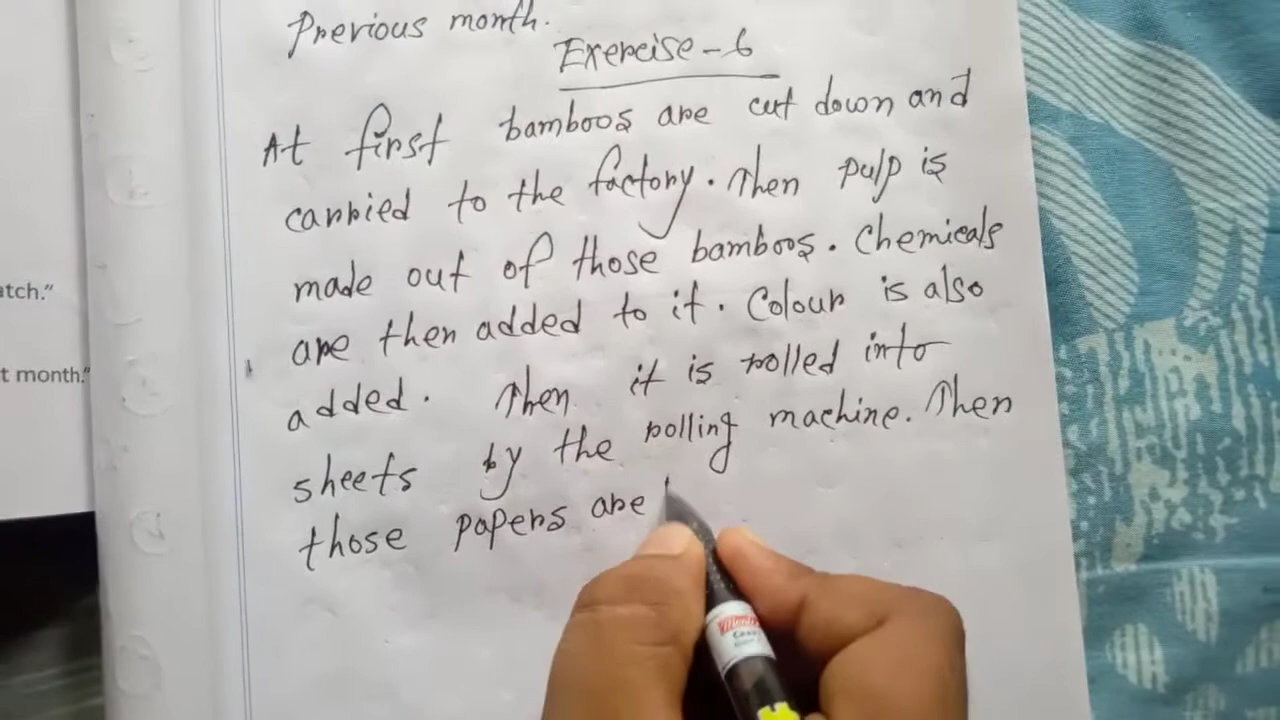 Previous month.
Exercise-6
At first bamboos are cut down and
carried to the factory. Then pulp is
made out of those bamboos. Chemicals
are then added to it. Colour is also
added. Then it is rolled into
sheets by the rolling machine. Then
those papers are
atch."
t month."